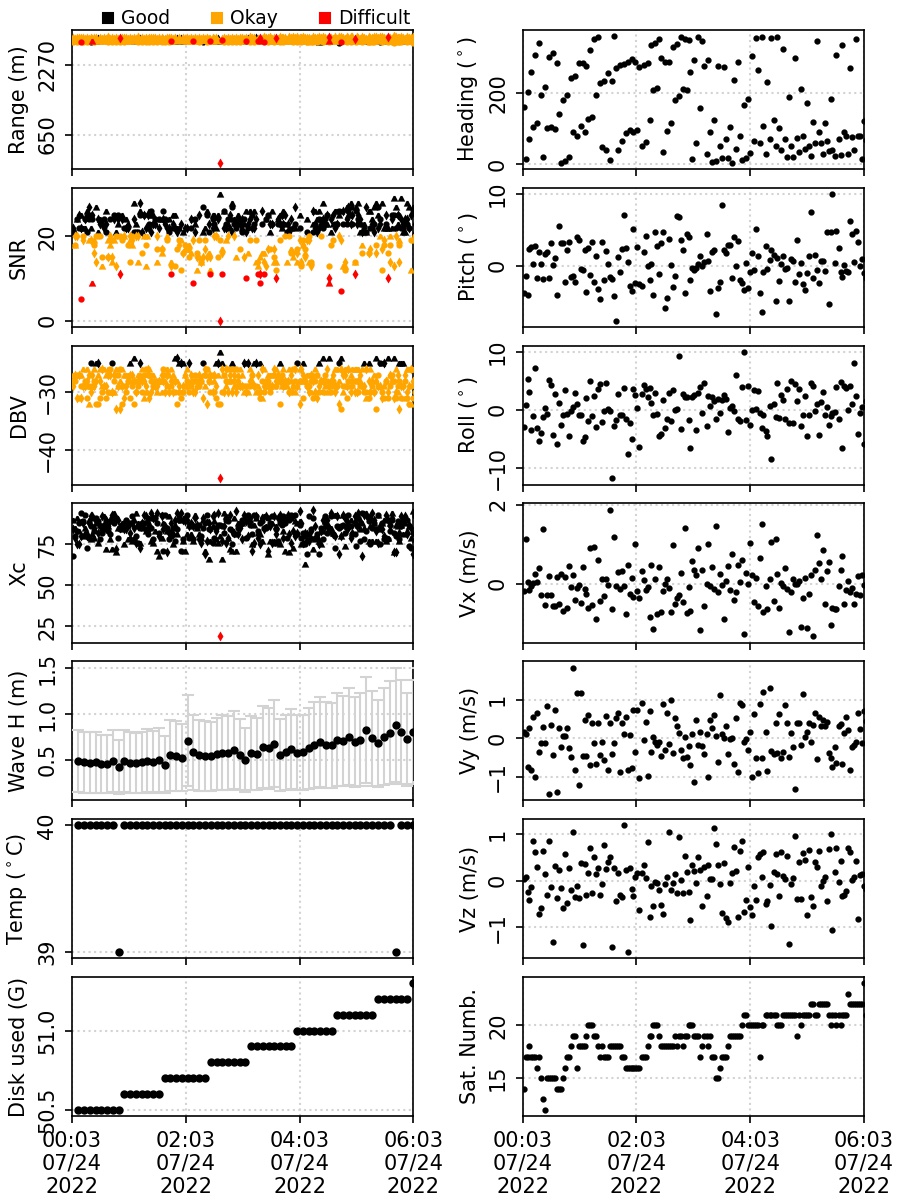 Good Okay Difficult
Range (m)
2270
650
Heading (°)
200
0
SNR
20
0
Pitch (°)
10
0
DBV
−30
−40
Roll (°)
10
0
−10
Xc
75
50
25
Vx (m/s)
2
0
Wave H (m)
1.5
1.0
0.5
Vy (m/s)
1
0
−1
Temp (°C)
40
39
Vz (m/s)
1
0
−1
Disk used (G)
51.0
50.5
Sat. Numb.
20
15
00:03 02:03 04:03 06:03
07/24 07/24 07/24 07/24
2022 2022 2022 2022
00:03 02:03 04:03 06:03
07/24 07/24 07/24 07/24
2022 2022 2022 2022